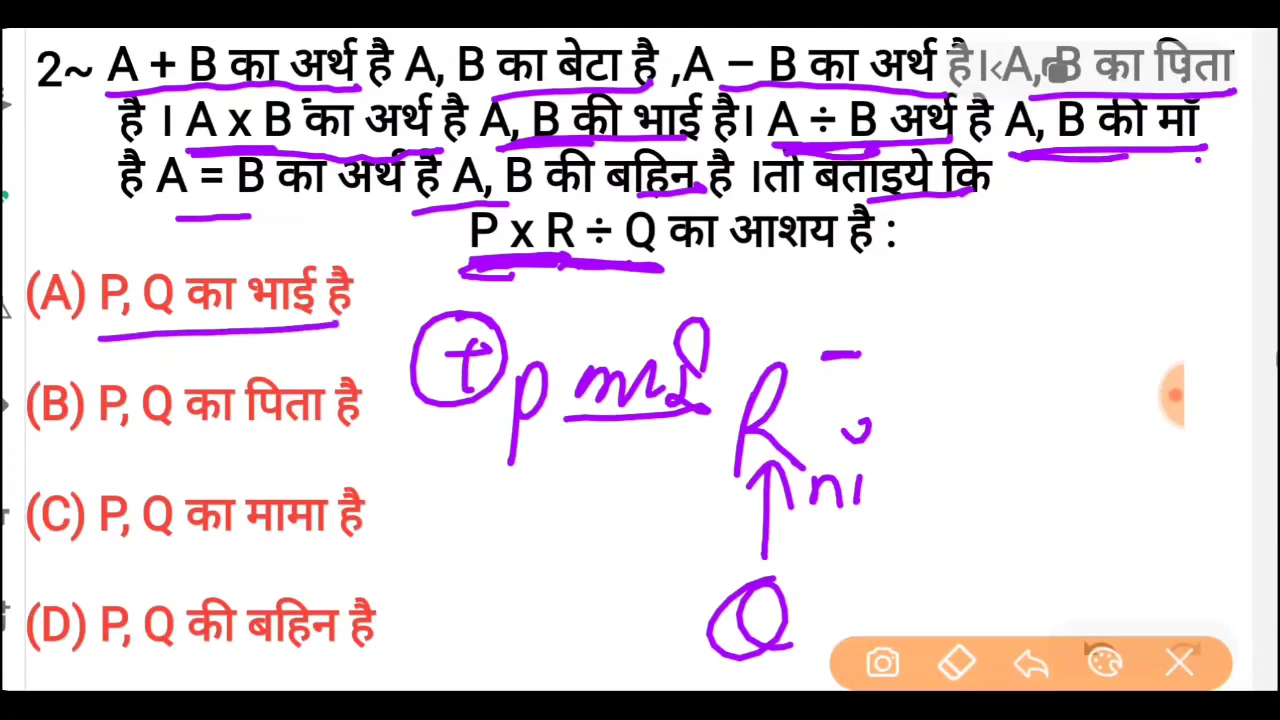 2~ A + B का अर्थ है A, B का बेटा है ,A – B का अर्थ है। A, B का पिता
है । A x B का अर्थ है A, B की भाई है। A ÷ B अर्थ है A, B की माँ
है A = B का अर्थ है A, B की बहिन है ।तो बताइये कि
P x R ÷ Q का आशय है :
(A) P, Q का भाई है
(B) P, Q का पिता है
(C) P, Q का मामा है
(D) P, Q की बहिन है
+ P भाई R –
Q